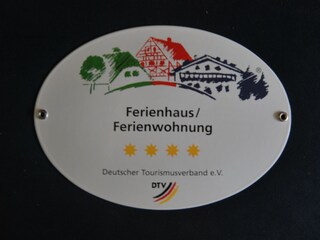 Ferienhaus/
Ferienwohnung
Deutscher Tourismusverband e.V.
DTV